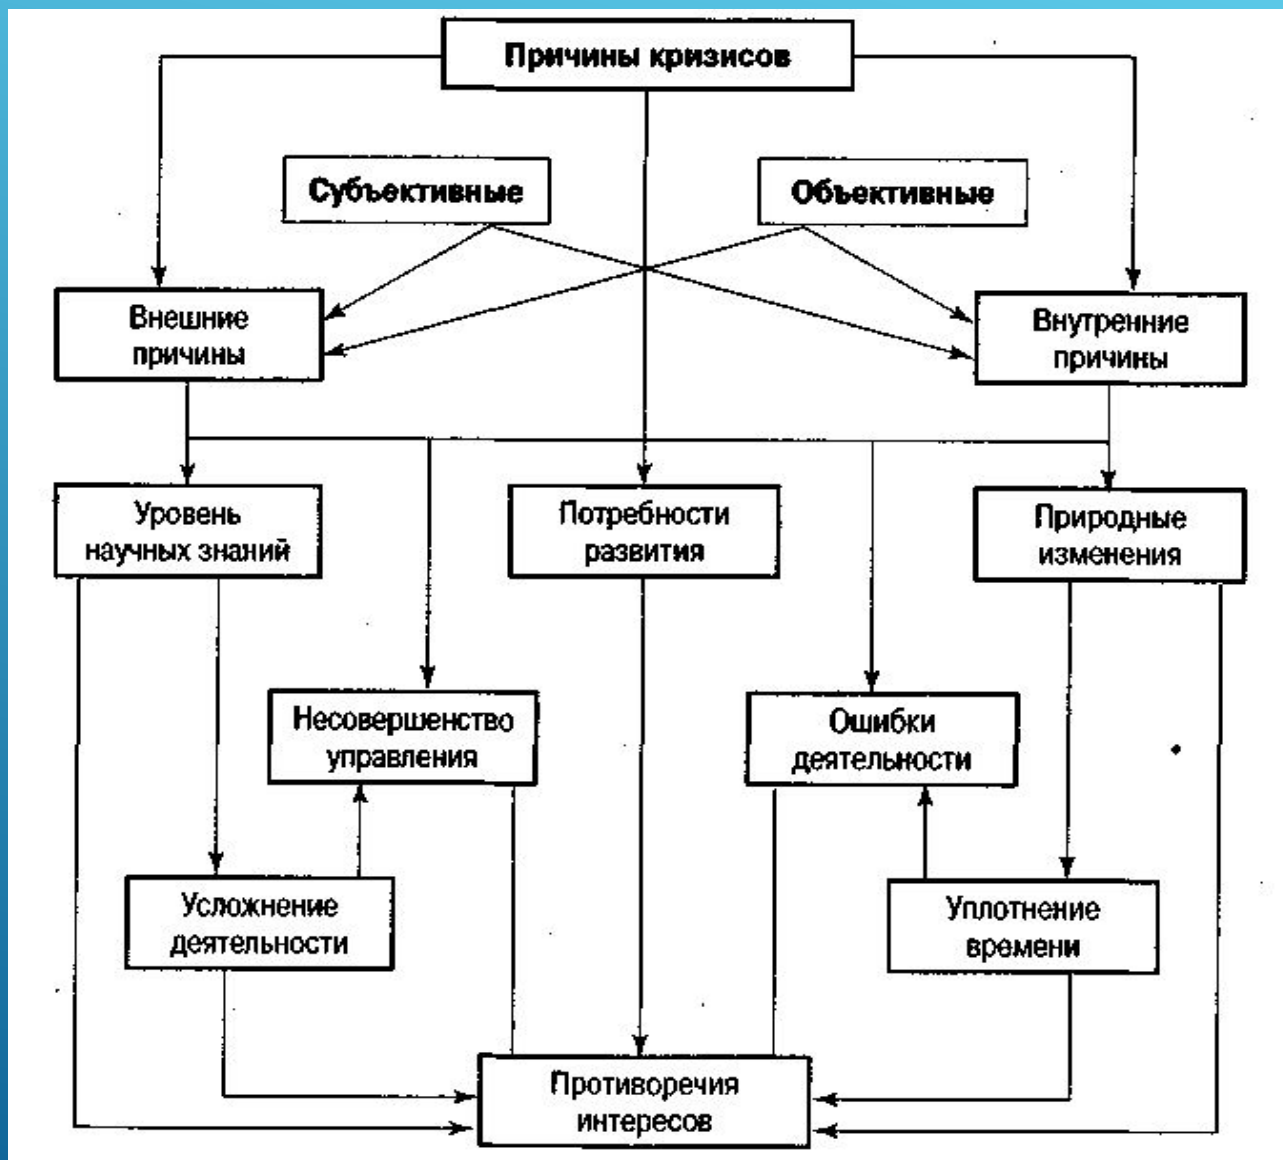 Причины кризисов
Субъективные
Объективные
Внешние
причины
Внутренние
причины
Уровень
научных знаний
Потребности
развития
Природные
изменения
Несовершенство
управления
Ошибки
деятельности
Усложнение
деятельности
Уплотнение
времени
Противоречия
интересов